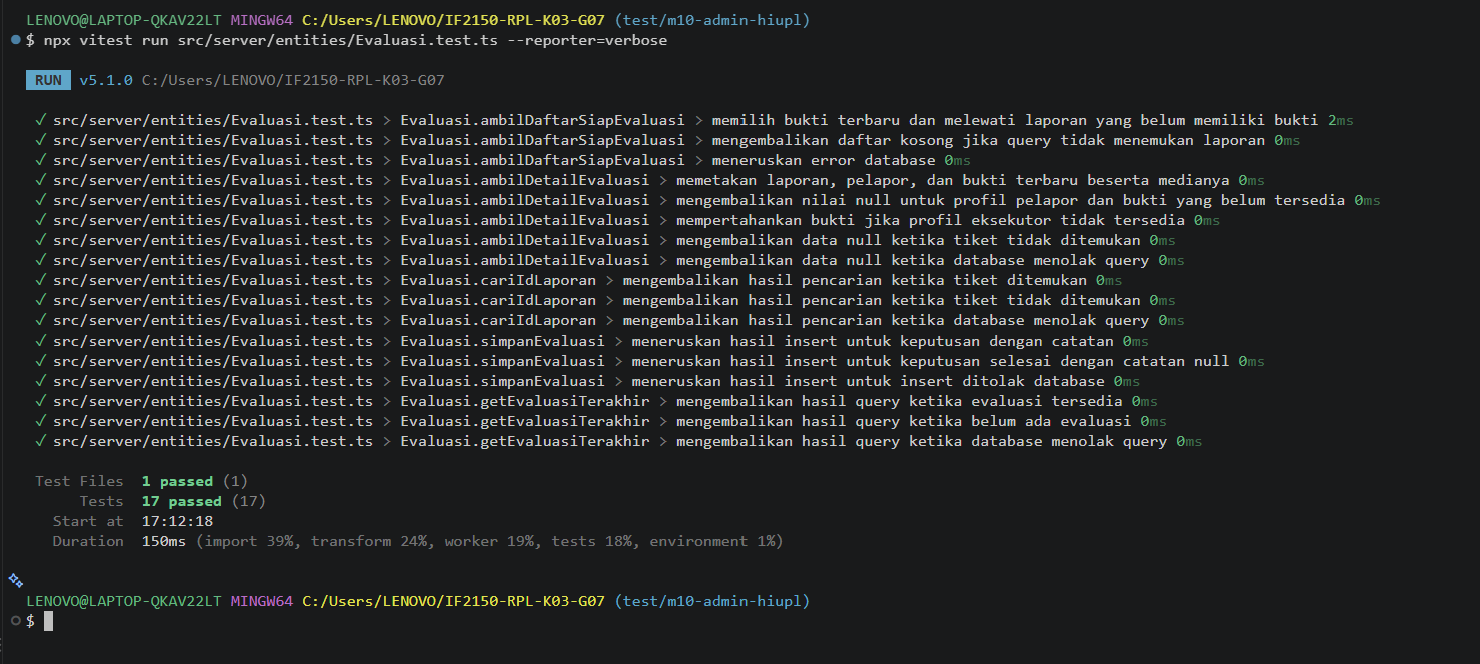 LENOVO@LAPTOP-QKAV22LT MINGW64 C:/Users/LENOVO/IF2150-RPL-K03-G07 (test/m10-admin-hiupl)
$ npx vitest run src/server/entities/Evaluasi.test.ts --reporter=verbose
RUN v5.1.0 C:/Users/LENOVO/IF2150-RPL-K03-G07
✓ src/server/entities/Evaluasi.test.ts > Evaluasi.ambilDaftarSiapEvaluasi > memilih bukti terbaru dan melewati laporan yang belum memiliki bukti 2ms
✓ src/server/entities/Evaluasi.test.ts > Evaluasi.ambilDaftarSiapEvaluasi > mengembalikan daftar kosong jika query tidak menemukan laporan 0ms
✓ src/server/entities/Evaluasi.test.ts > Evaluasi.ambilDaftarSiapEvaluasi > meneruskan error database 0ms
✓ src/server/entities/Evaluasi.test.ts > Evaluasi.ambilDetailEvaluasi > memetakan laporan, pelapor, dan bukti terbaru beserta medianya 0ms
✓ src/server/entities/Evaluasi.test.ts > Evaluasi.ambilDetailEvaluasi > mengembalikan nilai null untuk profil pelapor dan bukti yang belum tersedia 0ms
✓ src/server/entities/Evaluasi.test.ts > Evaluasi.ambilDetailEvaluasi > mempertahankan bukti jika profil eksekutor tidak tersedia 0ms
✓ src/server/entities/Evaluasi.test.ts > Evaluasi.ambilDetailEvaluasi > mengembalikan data null ketika tiket tidak ditemukan 0ms
✓ src/server/entities/Evaluasi.test.ts > Evaluasi.ambilDetailEvaluasi > mengembalikan data null ketika database menolak query 0ms
✓ src/server/entities/Evaluasi.test.ts > Evaluasi.cariIdLaporan > mengembalikan hasil pencarian ketika tiket ditemukan 0ms
✓ src/server/entities/Evaluasi.test.ts > Evaluasi.cariIdLaporan > mengembalikan hasil pencarian ketika tiket tidak ditemukan 0ms
✓ src/server/entities/Evaluasi.test.ts > Evaluasi.cariIdLaporan > mengembalikan hasil pencarian ketika database menolak query 0ms
✓ src/server/entities/Evaluasi.test.ts > Evaluasi.simpanEvaluasi > meneruskan hasil insert untuk keputusan dengan catatan 0ms
✓ src/server/entities/Evaluasi.test.ts > Evaluasi.simpanEvaluasi > meneruskan hasil insert untuk keputusan selesai dengan catatan null 0ms
✓ src/server/entities/Evaluasi.test.ts > Evaluasi.simpanEvaluasi > meneruskan hasil insert untuk insert ditolak database 0ms
✓ src/server/entities/Evaluasi.test.ts > Evaluasi.getEvaluasiTerakhir > mengembalikan hasil query ketika evaluasi tersedia 0ms
✓ src/server/entities/Evaluasi.test.ts > Evaluasi.getEvaluasiTerakhir > mengembalikan hasil query ketika belum ada evaluasi 0ms
✓ src/server/entities/Evaluasi.test.ts > Evaluasi.getEvaluasiTerakhir > mengembalikan hasil query ketika database menolak query 0ms
Test Files 1 passed (1)
Tests 17 passed (17)
Start at 17:12:18
Duration 150ms (import 39%, transform 24%, worker 19%, tests 18%, environment 1%)
LENOVO@LAPTOP-QKAV22LT MINGW64 C:/Users/LENOVO/IF2150-RPL-K03-G07 (test/m10-admin-hiupl)
$